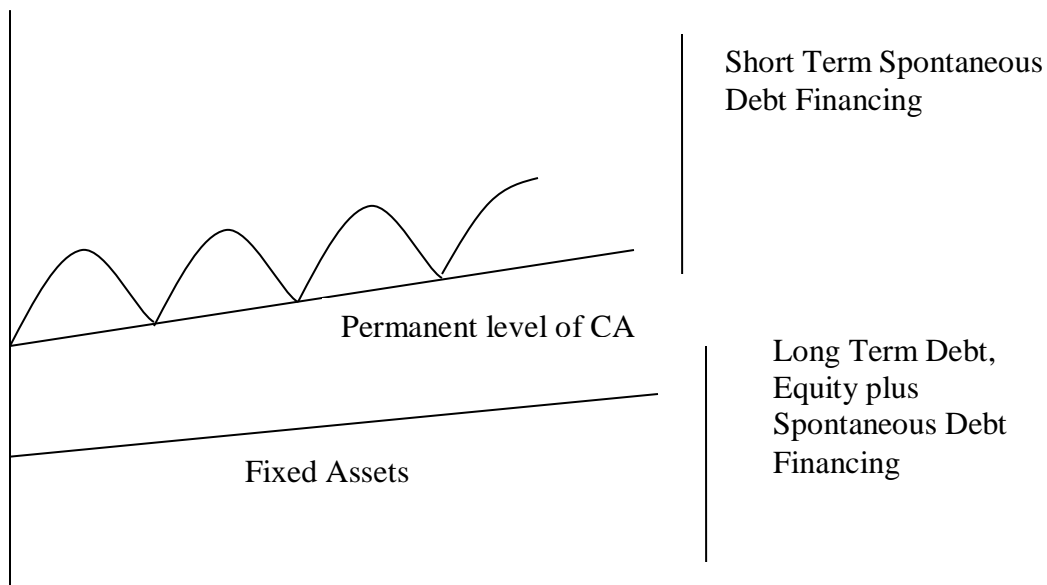 Short Term Spontaneous
Debt Financing
Permanent level of CA
Long Term Debt,
Equity plus
Spontaneous Debt
Financing
Fixed Assets